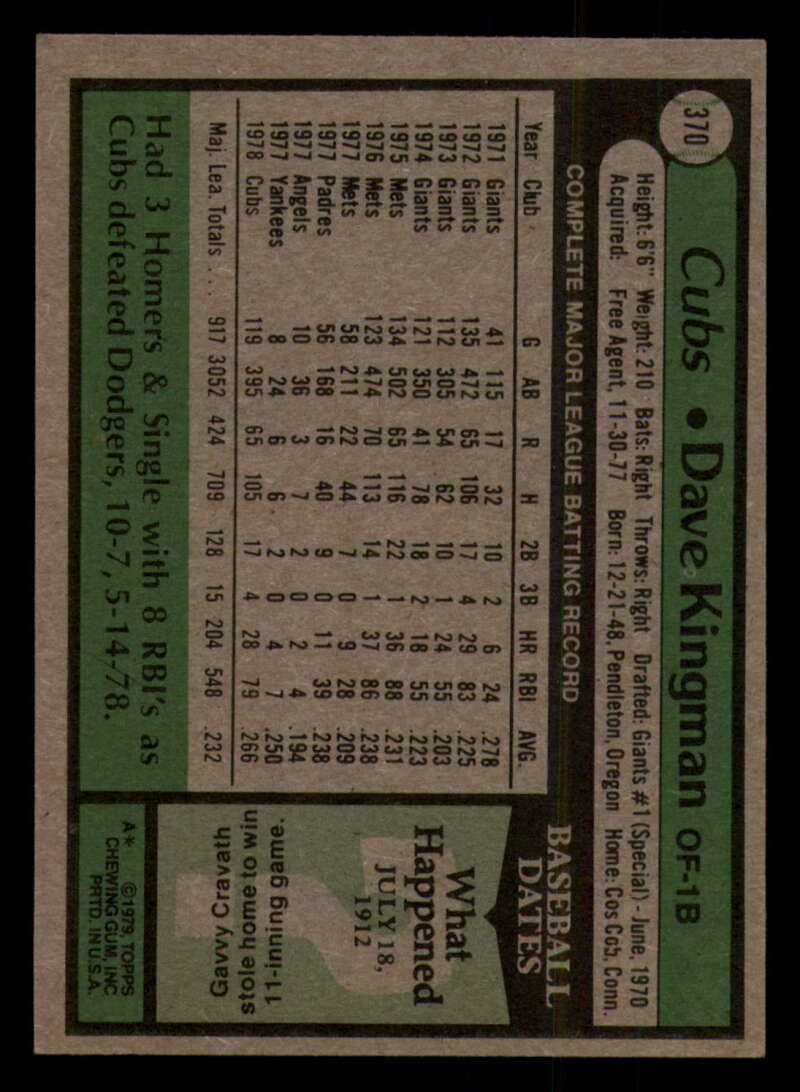 370
Cubs • Dave Kingman OF-1B
Height: 6'6" Weight: 210 Bats: Right Throws: Right Drafted: Giants #1 (Special) - June, 1970
Acquired: Free Agent, 11-30-77 Born: 12-21-48, Pendleton, Oregon Home: Cos Cob, Conn.
COMPLETE MAJOR LEAGUE BATTING RECORD
Year Club G AB R H 2B 3B HR RBI AVG.
1971 Giants 41 115 17 32 10 2 6 24 .278
1972 Giants 135 472 65 106 17 4 29 83 .225
1973 Giants 112 305 54 62 10 1 24 55 .203
1974 Giants 121 350 41 78 18 2 18 55 .223
1975 Mets 134 502 65 116 22 1 36 88 .231
1976 Mets 123 474 70 113 14 1 37 86 .238
1977 Mets 58 211 22 44 7 0 9 28 .209
1977 Padres 56 168 16 40 9 0 11 39 .238
1977 Angels 10 36 3 7 2 0 2 4 .194
1977 Yankees 8 24 6 6 2 0 4 7 .250
1978 Cubs 119 395 65 105 17 4 28 79 .266
Maj. Lea. Totals . . . 917 3052 424 709 128 15 204 548 .232
Had 3 Homers & Single with 8 RBI's as
Cubs defeated Dodgers, 10-7, 5-14-78.
BASEBALL
DATES
What
Happened
JULY 18,
1912
Gavvy Cravath
stole home to win
11-inning game.
A* ©1979, TOPPS
CHEWING GUM, INC
PRTD. IN U.S.A.